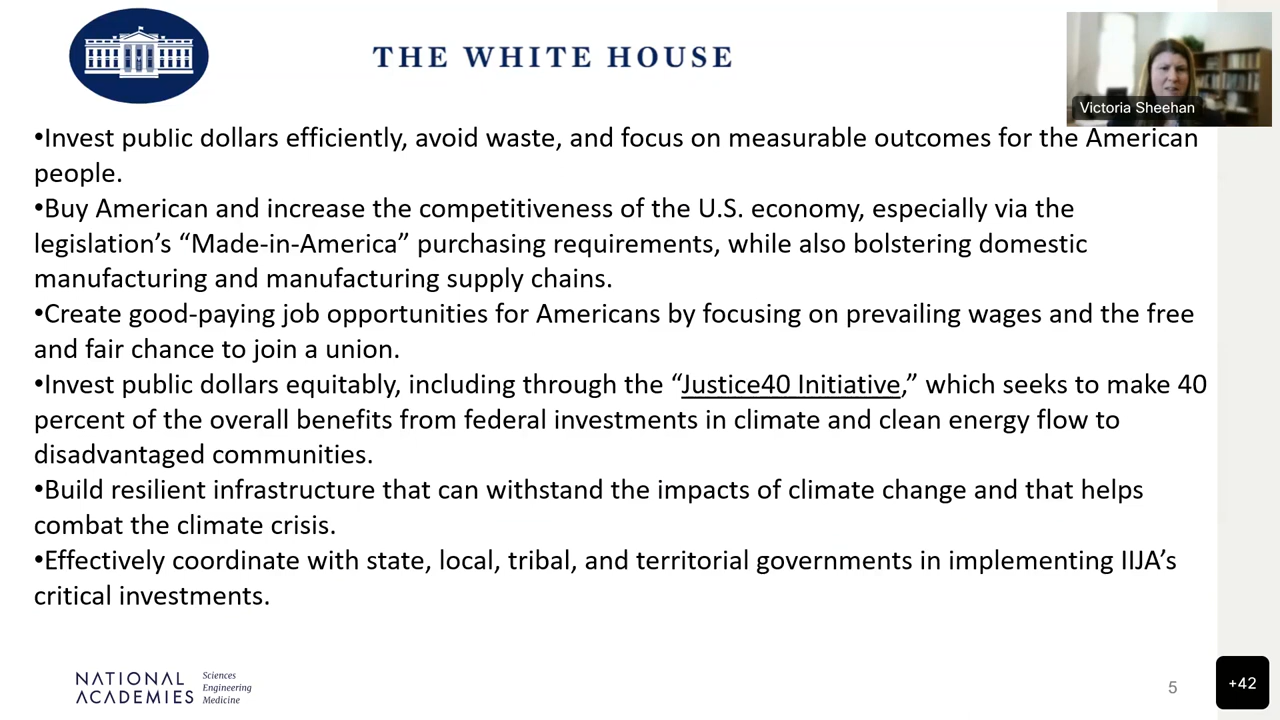 THE WHITE HOUSE
Victoria Sheehan
•Invest public dollars efficiently, avoid waste, and focus on measurable outcomes for the American
people.
•Buy American and increase the competitiveness of the U.S. economy, especially via the
legislation’s “Made-in-America” purchasing requirements, while also bolstering domestic
manufacturing and manufacturing supply chains.
•Create good-paying job opportunities for Americans by focusing on prevailing wages and the free
and fair chance to join a union.
•Invest public dollars equitably, including through the “Justice40 Initiative,” which seeks to make 40
percent of the overall benefits from federal investments in climate and clean energy flow to
disadvantaged communities.
•Build resilient infrastructure that can withstand the impacts of climate change and that helps
combat the climate crisis.
•Effectively coordinate with state, local, tribal, and territorial governments in implementing IIJA’s
critical investments.
NATIONAL
ACADEMIES
Sciences
Engineering
Medicine
5
+42